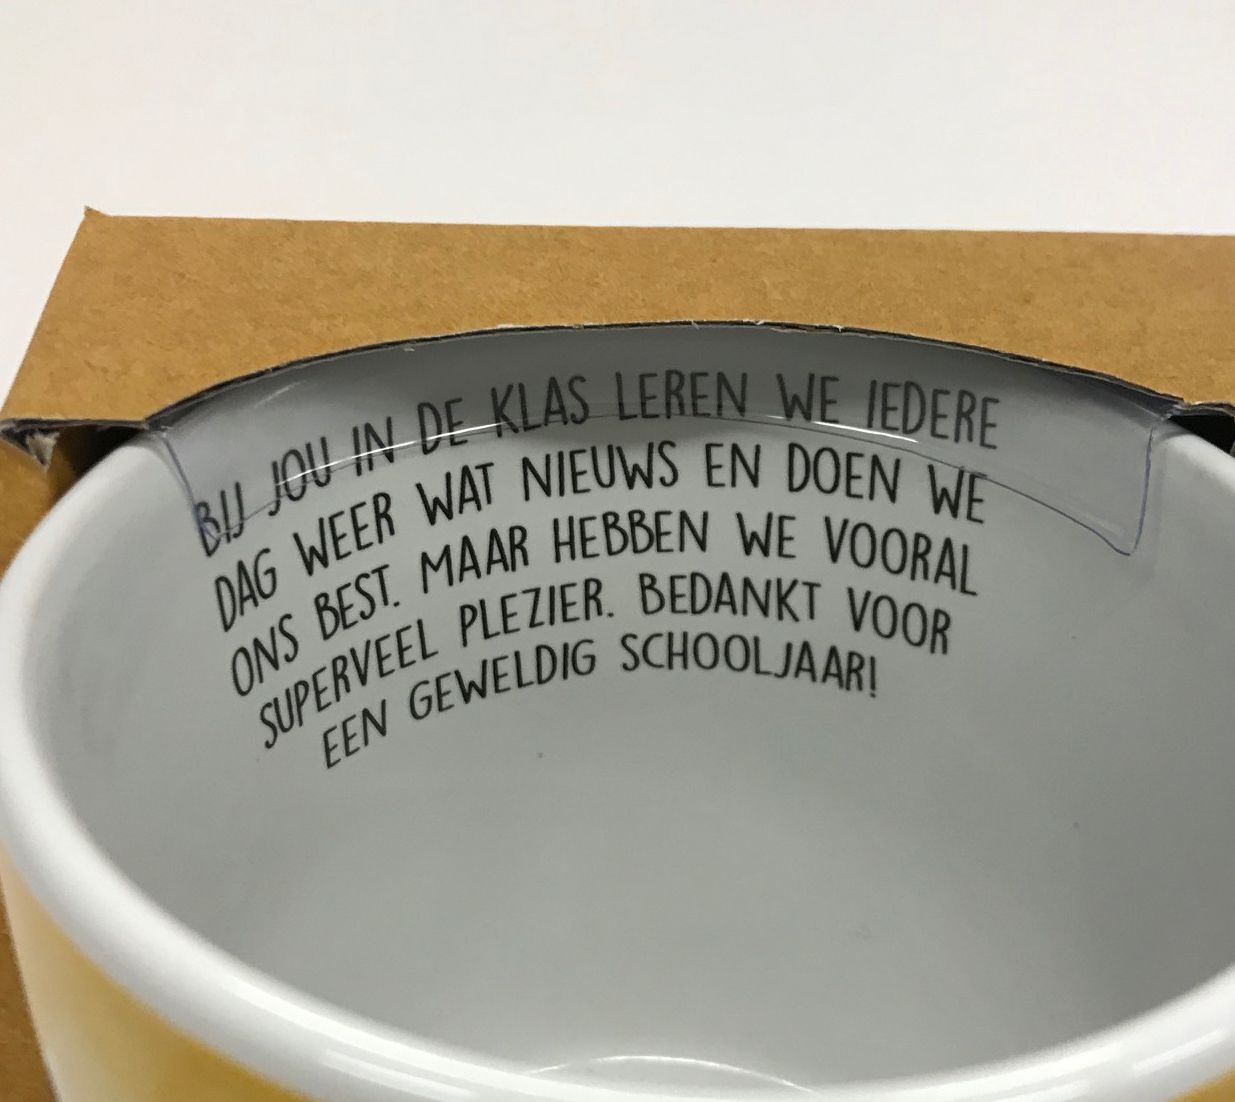 BIJ JOU IN DE KLAS LEREN WE IEDERE
DAG WEER WAT NIEUWS EN DOEN WE
ONS BEST. MAAR HEBBEN WE VOORAL
SUPERVEEL PLEZIER. BEDANKT VOOR
EEN GEWELDIG SCHOOLJAAR!